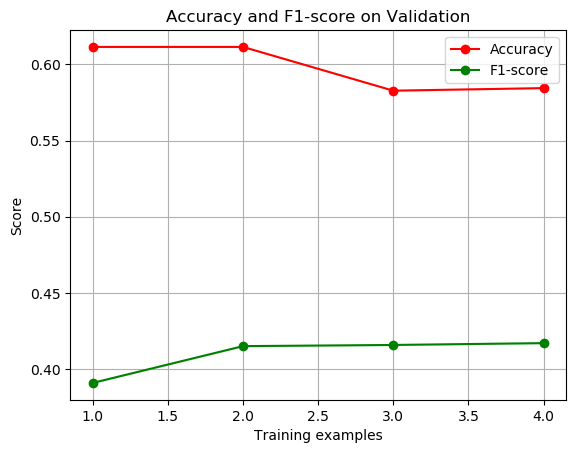 Accuracy and F1-score on Validation
Accuracy
F1-score
0.60
0.55
0.50
0.45
0.40
Score
1.0 1.5 2.0 2.5 3.0 3.5 4.0
Training examples